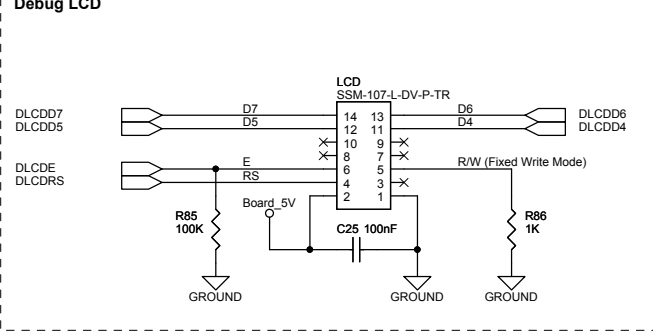 Debug LCD
LCD
SSM-107-L-DV-P-TR
DLCDD7 D7 14 13 D6 DLCDD6
DLCDD5 D5 12 11 D4 DLCDD4
10 9
8 7
DLCDE E 6 5 R/W (Fixed Write Mode)
DLCDRS RS 4 3
Board_5V 2 1
R85
100K
C25 100nF
R86
1K
GROUND GROUND GROUND